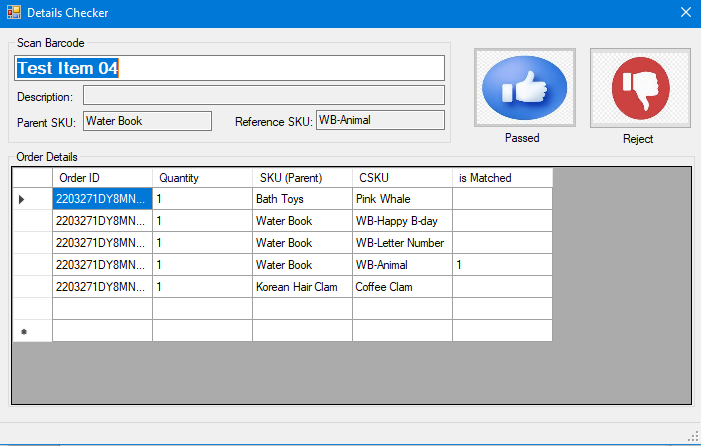 Details Checker
Scan Barcode
Test Item 04
Description:
Parent SKU: Water Book Reference SKU: WB-Animal
Passed Reject
Order Details
Order ID Quantity SKU (Parent) CSKU is Matched
2203271DY8MN... 1 Bath Toys Pink Whale
2203271DY8MN... 1 Water Book WB-Happy B-day
2203271DY8MN... 1 Water Book WB-Letter Number
2203271DY8MN... 1 Water Book WB-Animal 1
2203271DY8MN... 1 Korean Hair Clam Coffee Clam